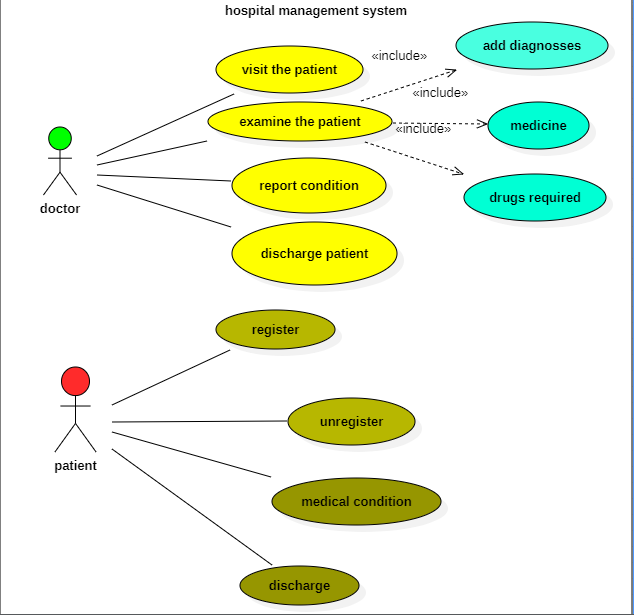 hospital management system
visit the patient
«include»
add diagnosses
«include»
examine the patient
«include»
medicine
doctor
report condition
drugs required
discharge patient
register
unregister
patient
medical condition
discharge